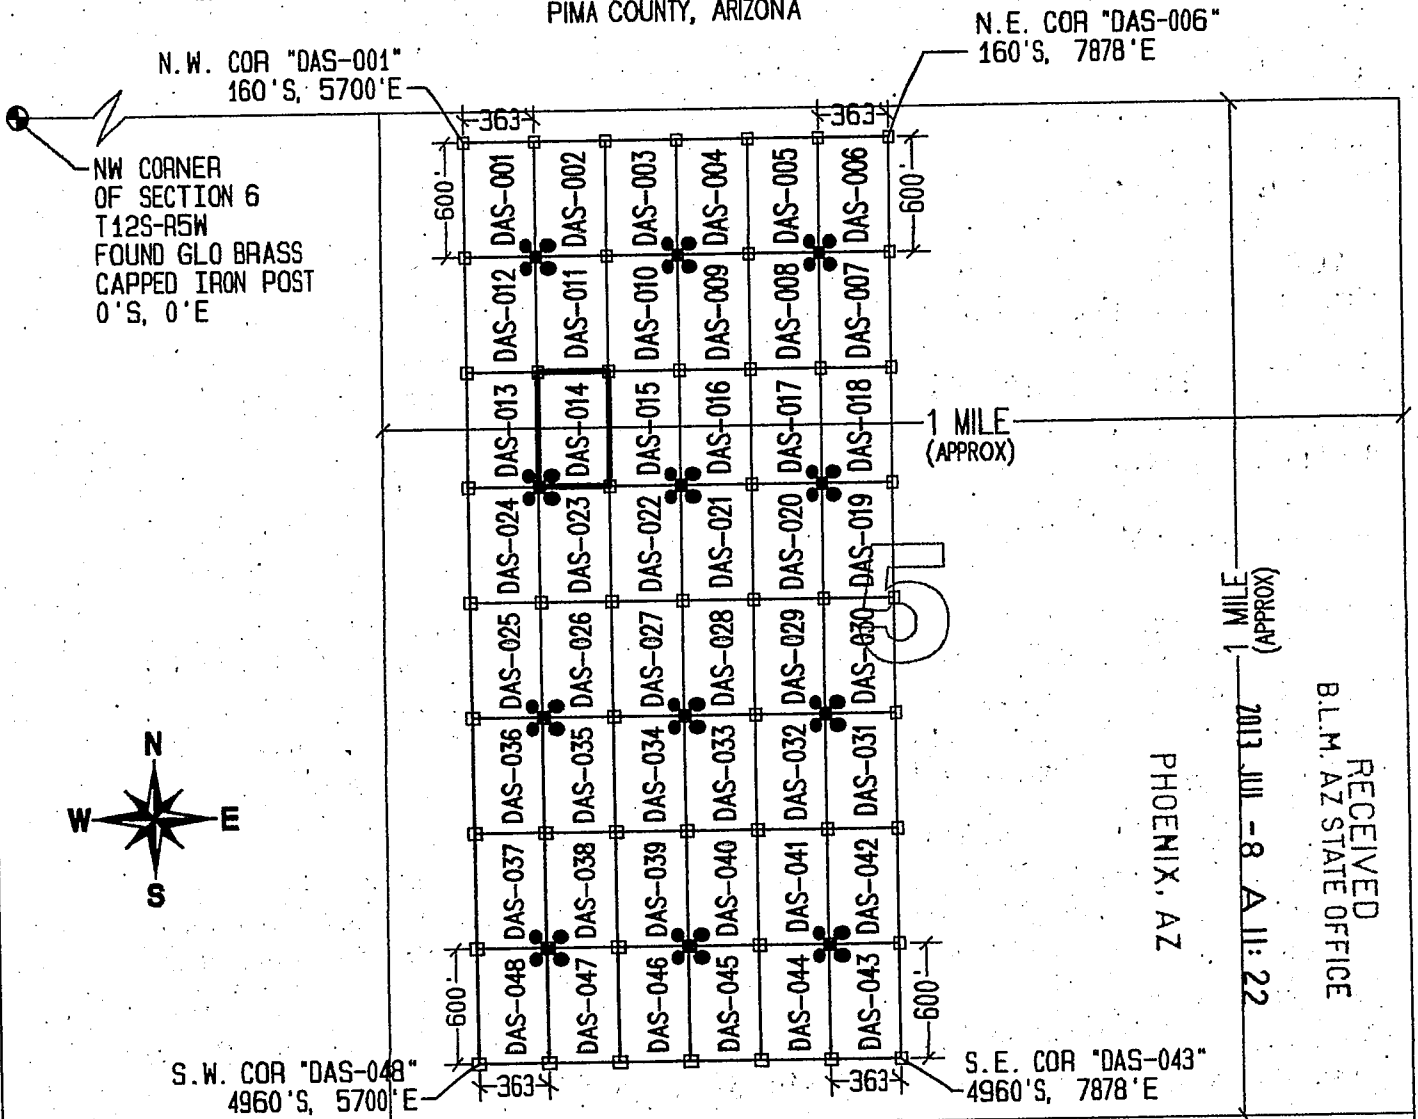 PIMA COUNTY, ARIZONA
N.W. COR "DAS-001"
160'S, 5700'E
N.E. COR "DAS-006"
160'S, 7878'E
363
363
NW CORNER
OF SECTION 6
T12S-R5W
FOUND GLO BRASS
CAPPED IRON POST
0'S, 0'E
600'
600'
DAS-001 DAS-002 DAS-003 DAS-004 DAS-005 DAS-006
DAS-012 DAS-011 DAS-010 DAS-009 DAS-008 DAS-007
DAS-013 DAS-014 DAS-015 DAS-016 DAS-017 DAS-018
1 MILE
(APPROX)
DAS-024 DAS-023 DAS-022 DAS-021 DAS-020 DAS-019
5
DAS-025 DAS-026 DAS-027 DAS-028 DAS-029 DAS-030
1 MILE
(APPROX)
DAS-036 DAS-035 DAS-034 DAS-033 DAS-032 DAS-031
DAS-037 DAS-038 DAS-039 DAS-040 DAS-041 DAS-042
DAS-048 DAS-047 DAS-046 DAS-045 DAS-044 DAS-043
N
W E
S
RECEIVED
B.L.M. AZ STATE OFFICE
2013 JUL -8 A 11: 22
PHOENIX, AZ
600'
600'
S.W. COR "DAS-048"
4960'S, 5700'E
363
363
S.E. COR "DAS-043"
4960'S, 7878'E